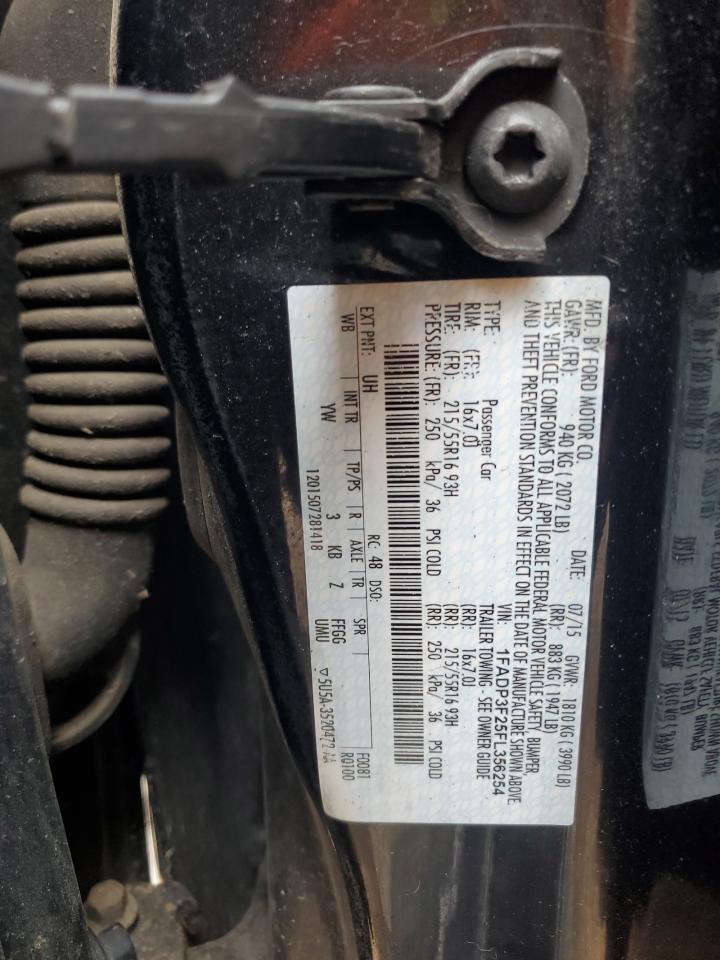 MFD. BY FORD MOTOR CO.
DATE: 07/15 GVWR: 1810 KG ( 3990 LB)
GAWR: (FR): 940 KG ( 2072 LB) (RR): 883 KG ( 1947 LB)
THIS VEHICLE CONFORMS TO ALL APPLICABLE FEDERAL MOTOR VEHICLE SAFETY, BUMPER,
AND THEFT PREVENTION STANDARDS IN EFFECT ON THE DATE OF MANUFACTURE SHOWN ABOVE.
VIN: 1FADP3F25FL356254
TYPE: Passenger Car TRAILER TOWING - SEE OWNER GUIDE
RIM: (FR): 16x7.0J (RR): 16x7.0J
TIRE: (FR): 215/55R16 93H (RR): 215/55R16 93H
PRESSURE: (FR): 250 kPa/ 36 PSI COLD (RR): 250 kPa/ 36 PSI COLD
EXT PNT: UH RC: 48 DSO: F00BT
WB INT TR TP/PS R AXLE TR SPR R0100
YW 3 KB Z FFGG
UMU
1201507281418 ▽5U5A-3520472-AA